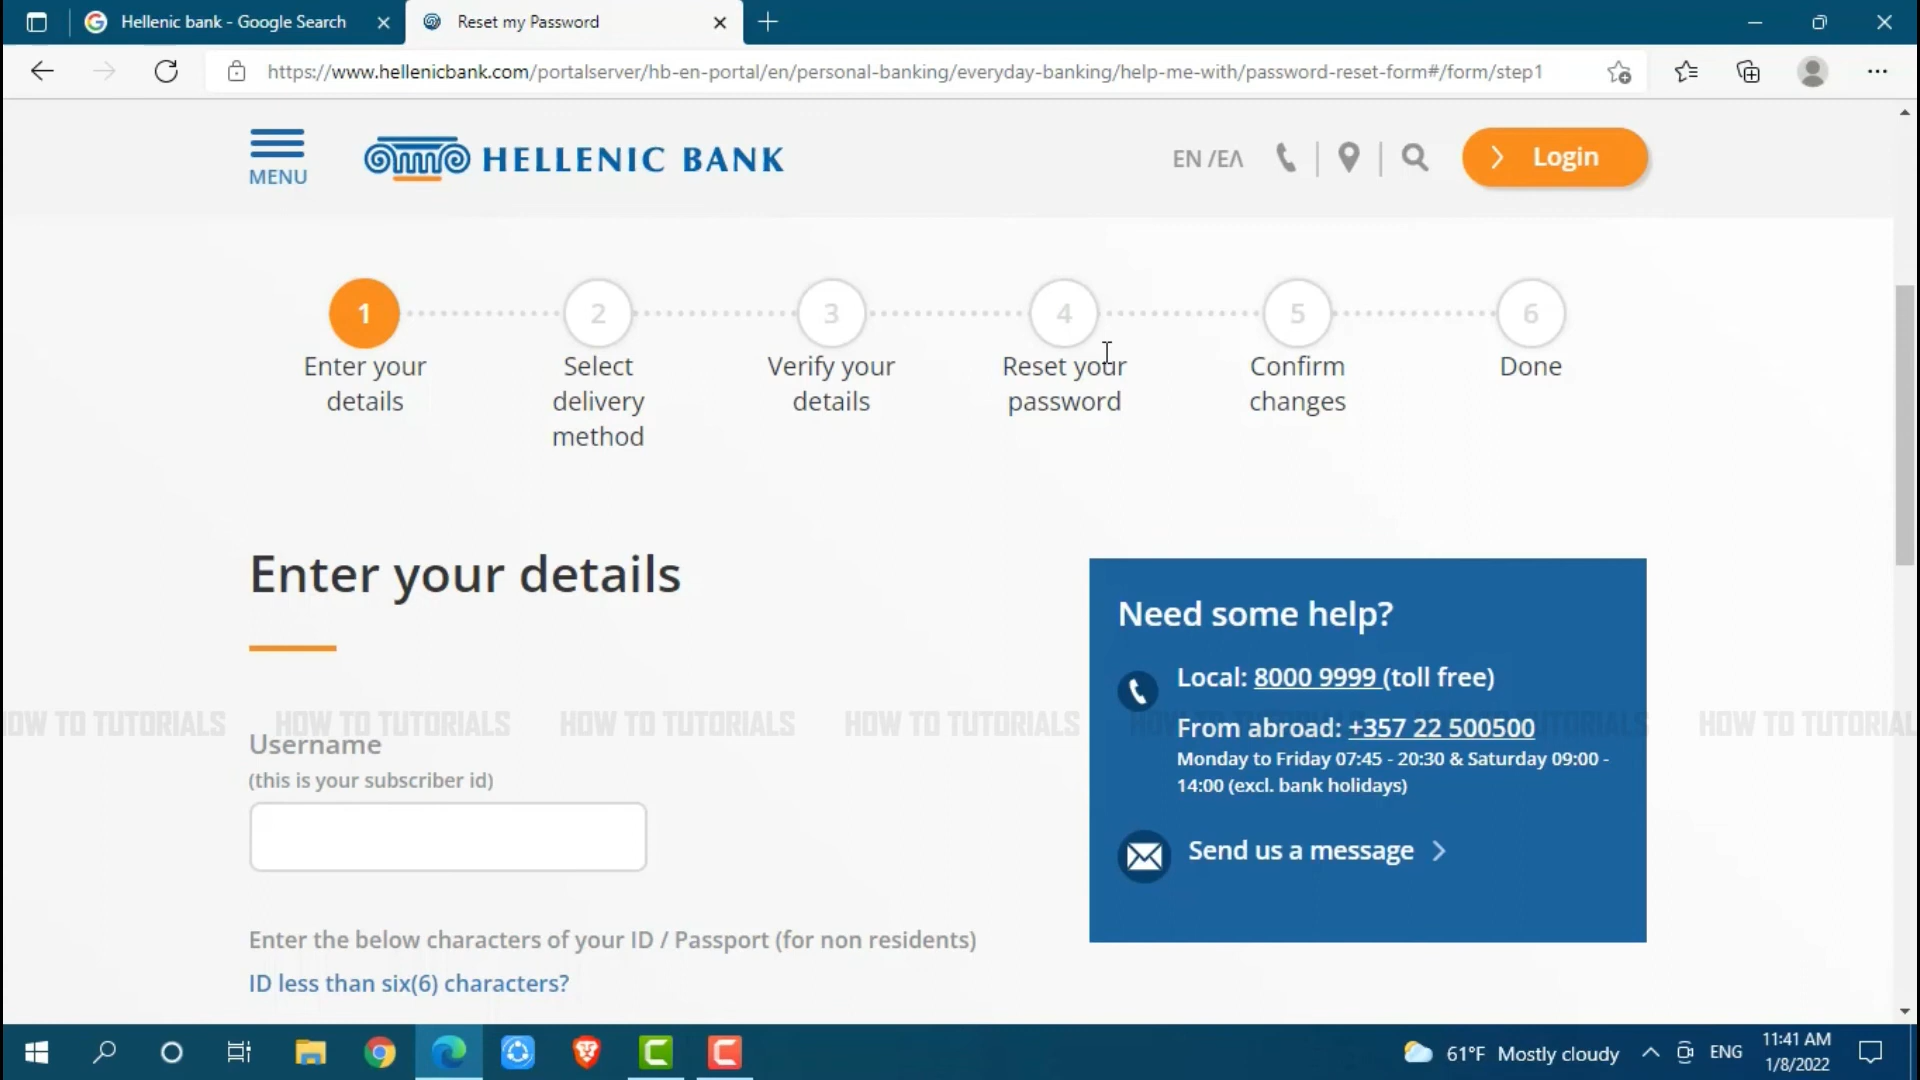 Hellenic bank - Google Search
Reset my Password
https://www.hellenicbank.com/portalserver/hb-en-portal/en/personal-banking/everyday-banking/help-me-with/password-reset-form#/form/step1
MENU
HELLENIC BANK
EN /ΕΛ
Login
1
2
3
4
5
6
Enter your
details
Select
delivery
method
Verify your
details
Reset your
password
Confirm
changes
Done
Enter your details
Need some help?
Local: 8000 9999 (toll free)
From abroad: +357 22 500500
Monday to Friday 07:45 - 20:30 & Saturday 09:00 -
14:00 (excl. bank holidays)
Send us a message
HOW TO TUTORIALS HOW TO TUTORIALS HOW TO TUTORIALS HOW TO TUTORIALS
Username
(this is your subscriber id)
Enter the below characters of your ID / Passport (for non residents)
ID less than six(6) characters?
61°F Mostly cloudy
ENG
11:41 AM
1/8/2022